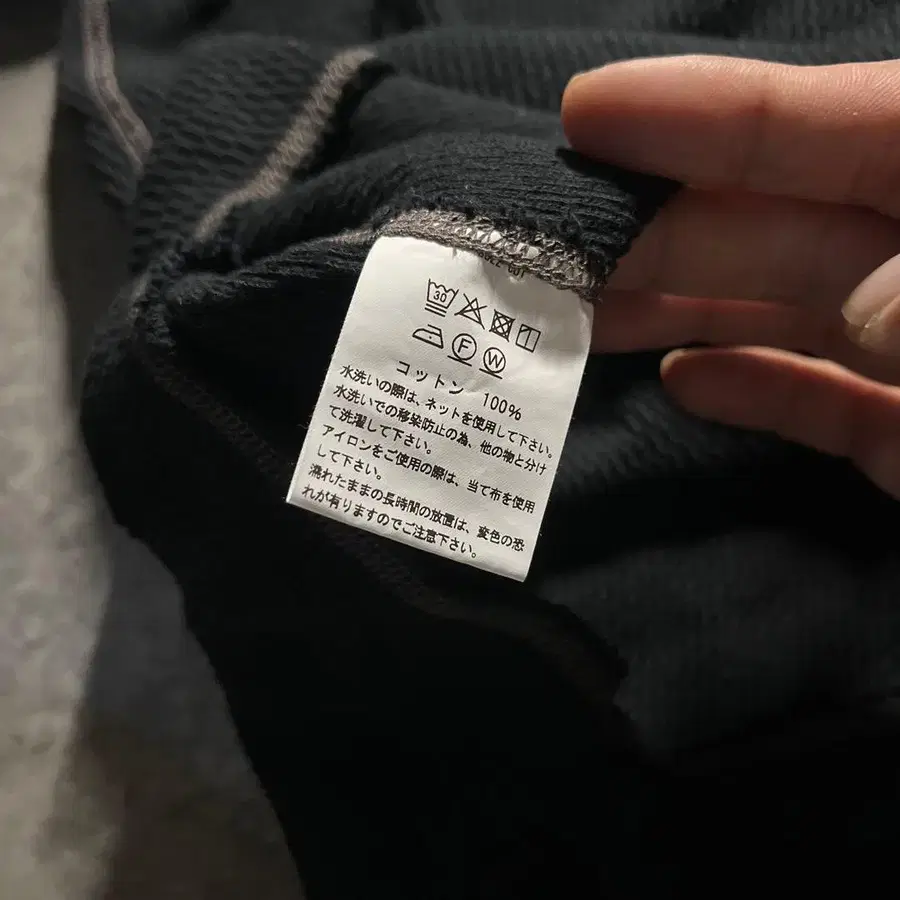 30
F W
コットン 100%
水洗いの際は、ネットを使用して下さい。
水洗いでの移染防止の為、他の物と分け
て洗濯して下さい。
アイロンをご使用の際は、当て布を使用
して下さい。
濡れたままの長時間の放置は、変色の恐
れが有りますのでご注意下さい。